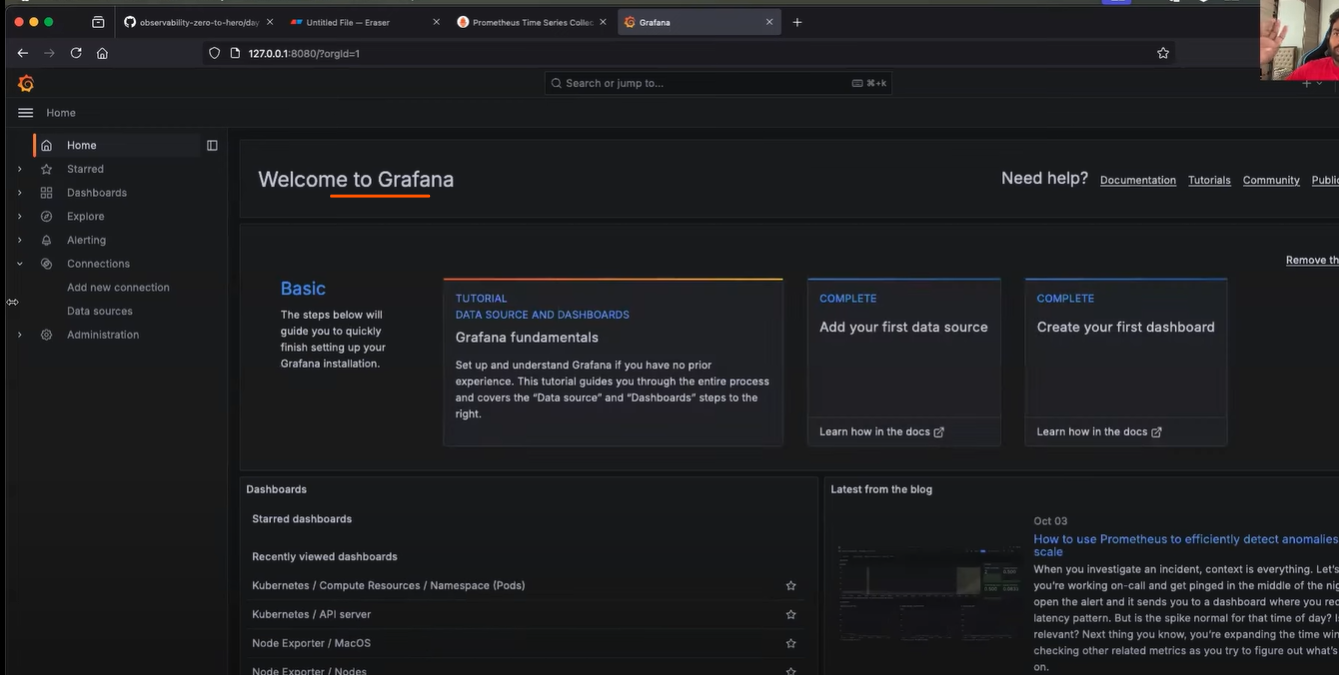 observability-zero-to-hero/day
Untitled File — Eraser
Prometheus Time Series Collec
Grafana
127.0.0.1:8080/?orgId=1
Search or jump to...
⌘+k
Home
Home
Starred
Dashboards
Explore
Alerting
Connections
Add new connection
Data sources
Administration
Welcome to Grafana
Need help?
Documentation
Tutorials
Community
Public
Remove th
Basic
The steps below will
guide you to quickly
finish setting up your
Grafana installation.
TUTORIAL
DATA SOURCE AND DASHBOARDS
Grafana fundamentals
Set up and understand Grafana if you have no prior
experience. This tutorial guides you through the entire process
and covers the “Data source” and “Dashboards” steps to the
right.
COMPLETE
Add your first data source
Learn how in the docs
COMPLETE
Create your first dashboard
Learn how in the docs
Dashboards
Starred dashboards
Recently viewed dashboards
Kubernetes / Compute Resources / Namespace (Pods)
Kubernetes / API server
Node Exporter / MacOS
Node Exporter / Nodes
Latest from the blog
Oct 03
How to use Prometheus to efficiently detect anomalies
scale
When you investigate an incident, context is everything. Let's
you're working on-call and get pinged in the middle of the nig
open the alert and it sends you to a dashboard where you rec
latency pattern. But is the spike normal for that time of day? Is
relevant? Next thing you know, you're expanding the time win
checking other related metrics as you try to figure out what's
on.